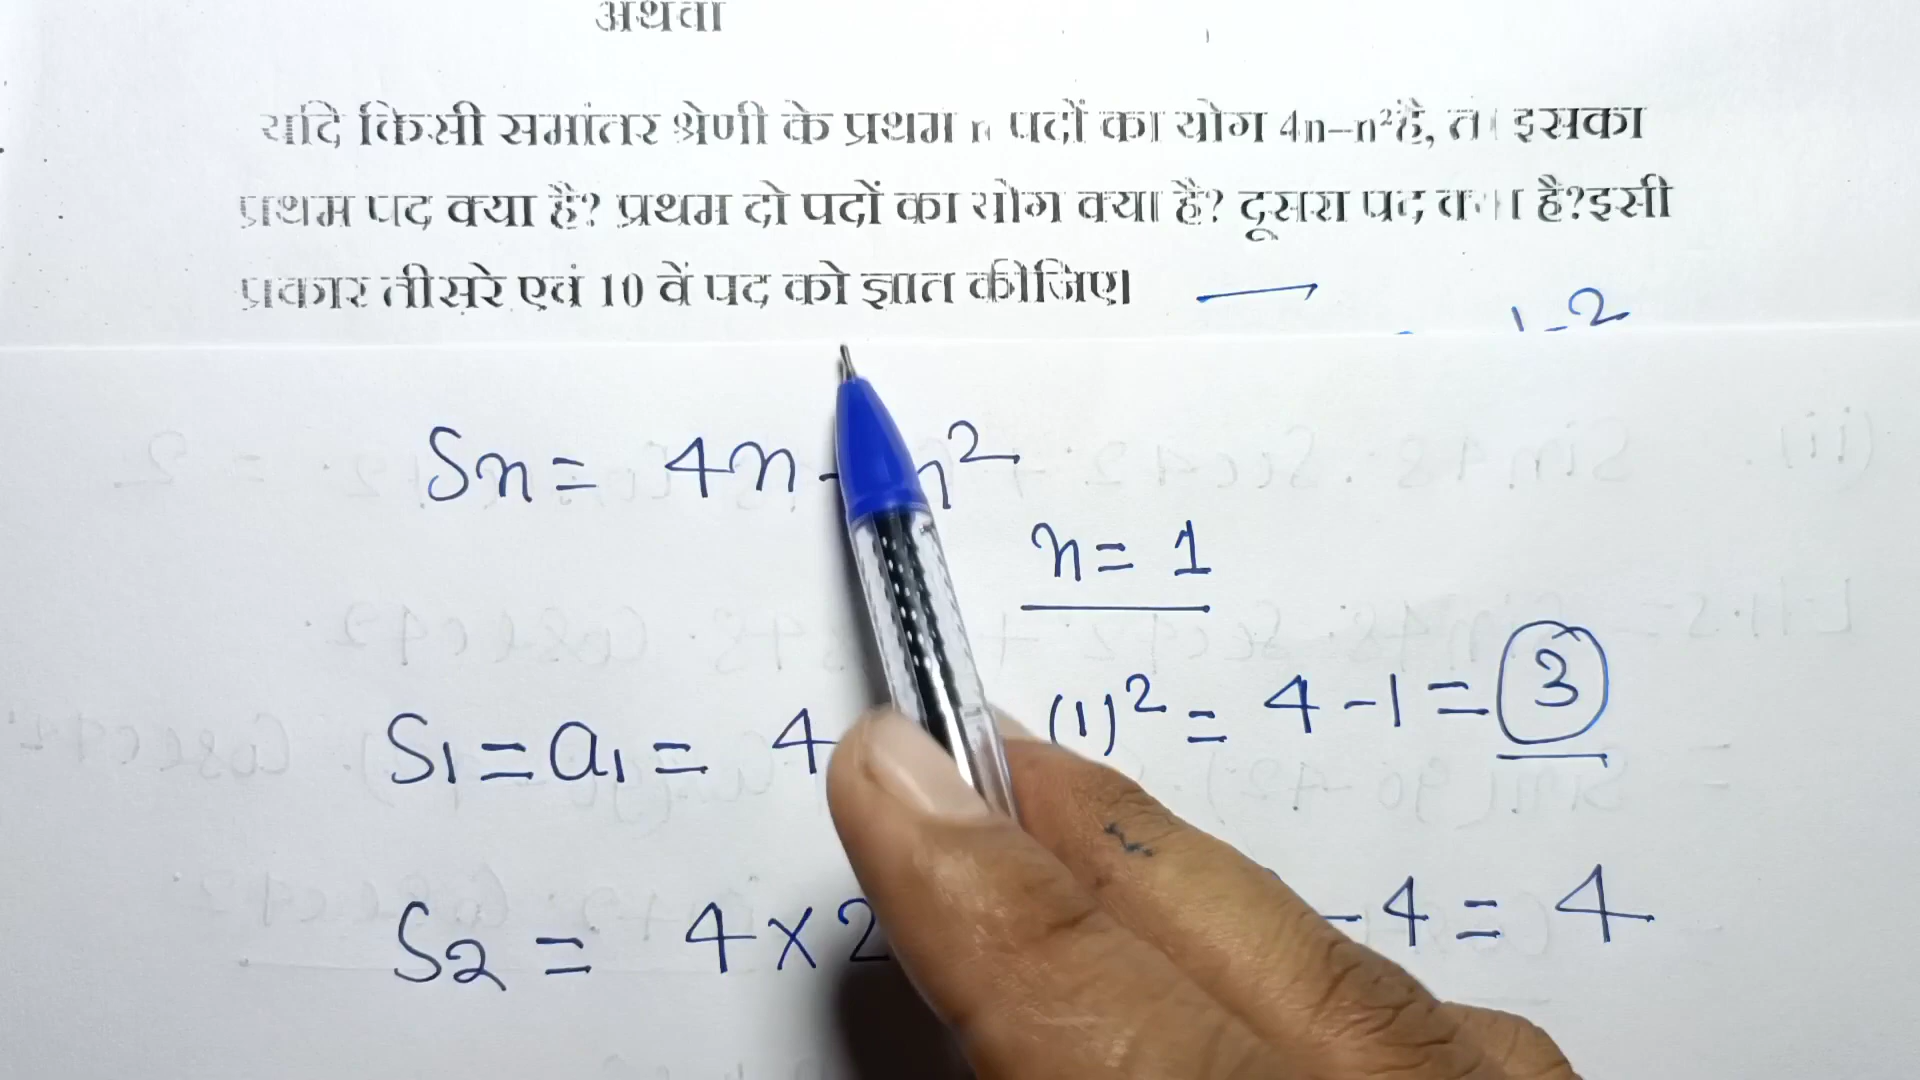 अथवा
यदि किसी समांतर श्रेणी के प्रथम n पदों का योग 4n–n² है, त इसका
प्रथम पद क्या है? प्रथम दो पदों का योग क्या है? दूसरा पद क्या है?इसी
प्रकार तीसरे एवं 10 वें पद को ज्ञात कीजिए।
Sn = 4n - n²
n = 1
S₁ = a₁ = 4 (1)² = 4 - 1 = 3
S₂ = 4 × 2 - 4 = 4